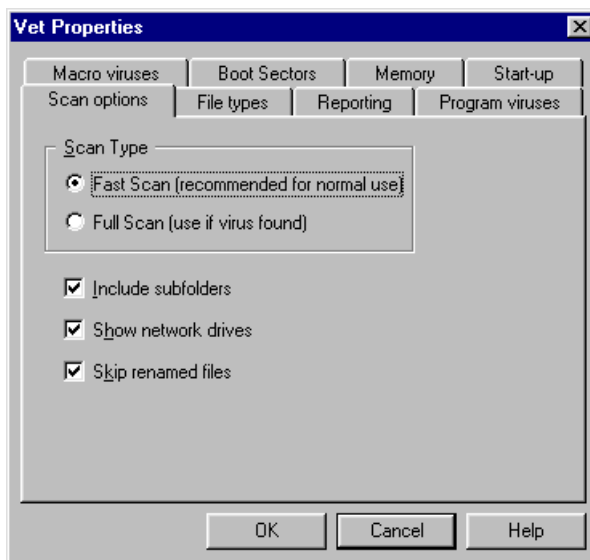 Vet Properties
Macro viruses Boot Sectors Memory Start-up
Scan options File types Reporting Program viruses
Scan Type
Fast Scan (recommended for normal use)
Full Scan (use if virus found)
Include subfolders
Show network drives
Skip renamed files
OK Cancel Help